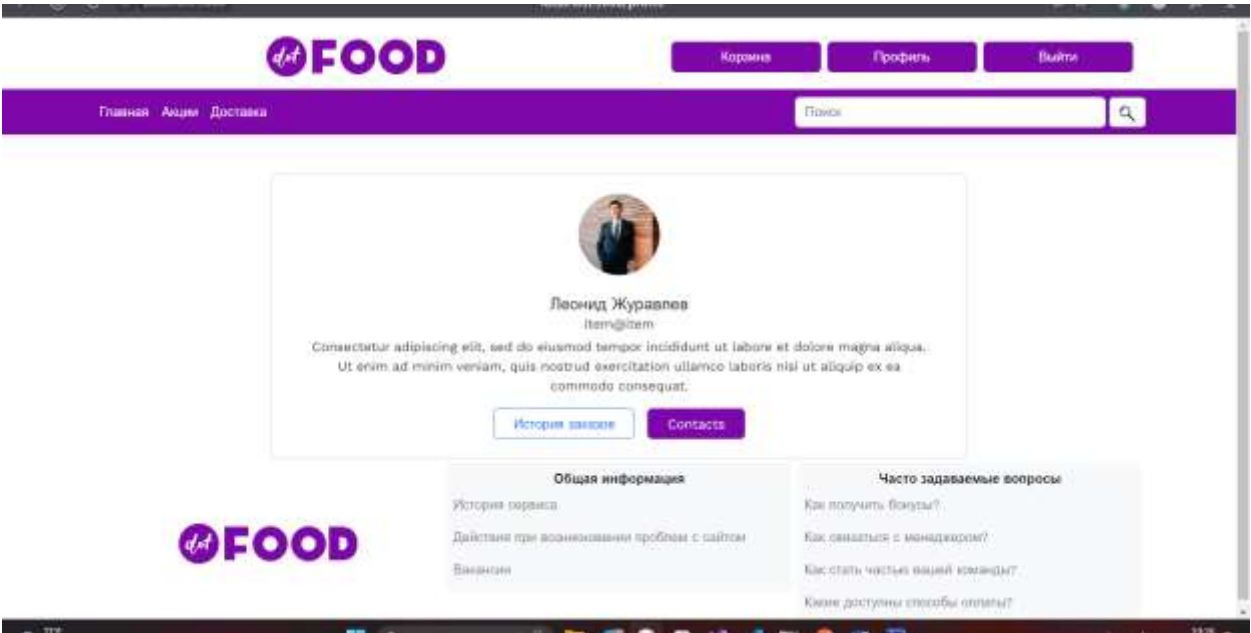 dot FOOD
Корзина Профиль Выйти
Главная Акции Доставка
Поиск
Леонид Журавлев
item@item
Consectetur adipiscing elit, sed do eiusmod tempor incididunt ut labore et dolore magna aliqua.
Ut enim ad minim veniam, quis nostrud exercitation ullamco laboris nisi ut aliquip ex ea
commodo consequat.
История заказов Contacts
Общая информация
История сервиса
Действия при возникновении проблем с сайтом
Вакансии
Часто задаваемые вопросы
Как получить бонусы?
Как связаться с менеджером?
Как стать частью вашей команды?
Какие доступны способы оплаты?
dot FOOD